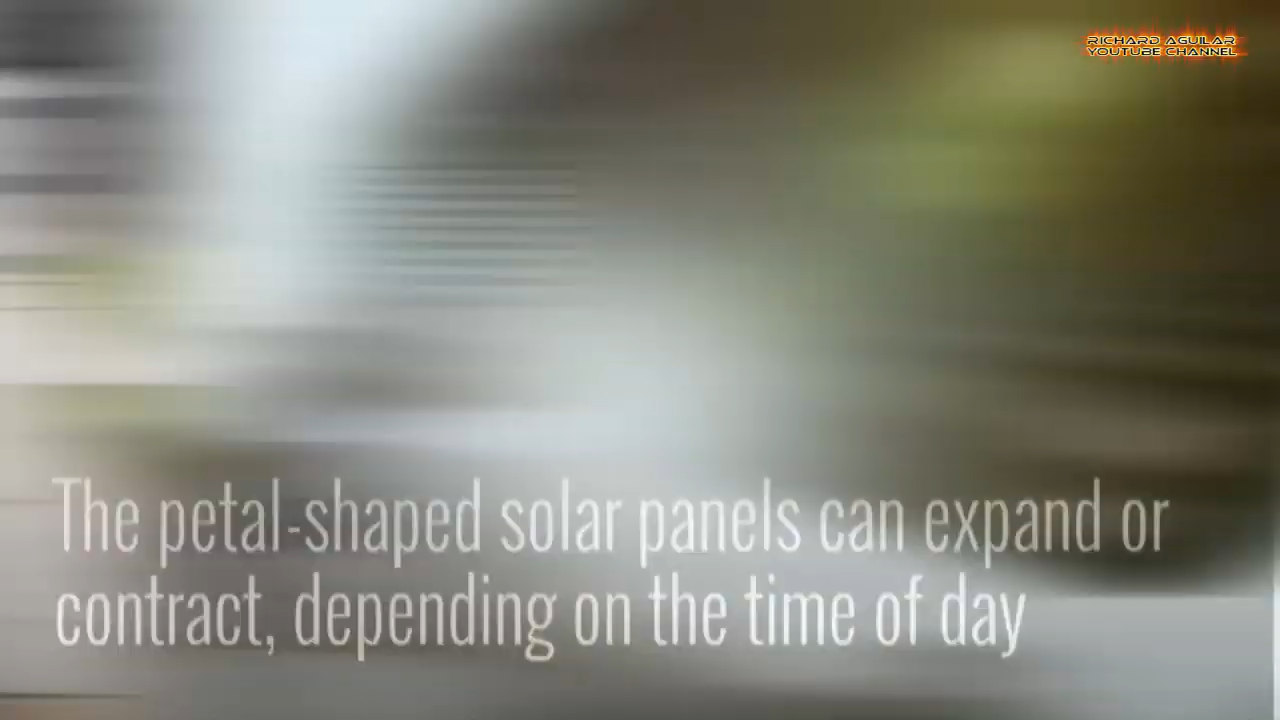 RICHARD AGUILAR
YOUTUBE CHANNEL
The petal-shaped solar panels can expand or
contract, depending on the time of day